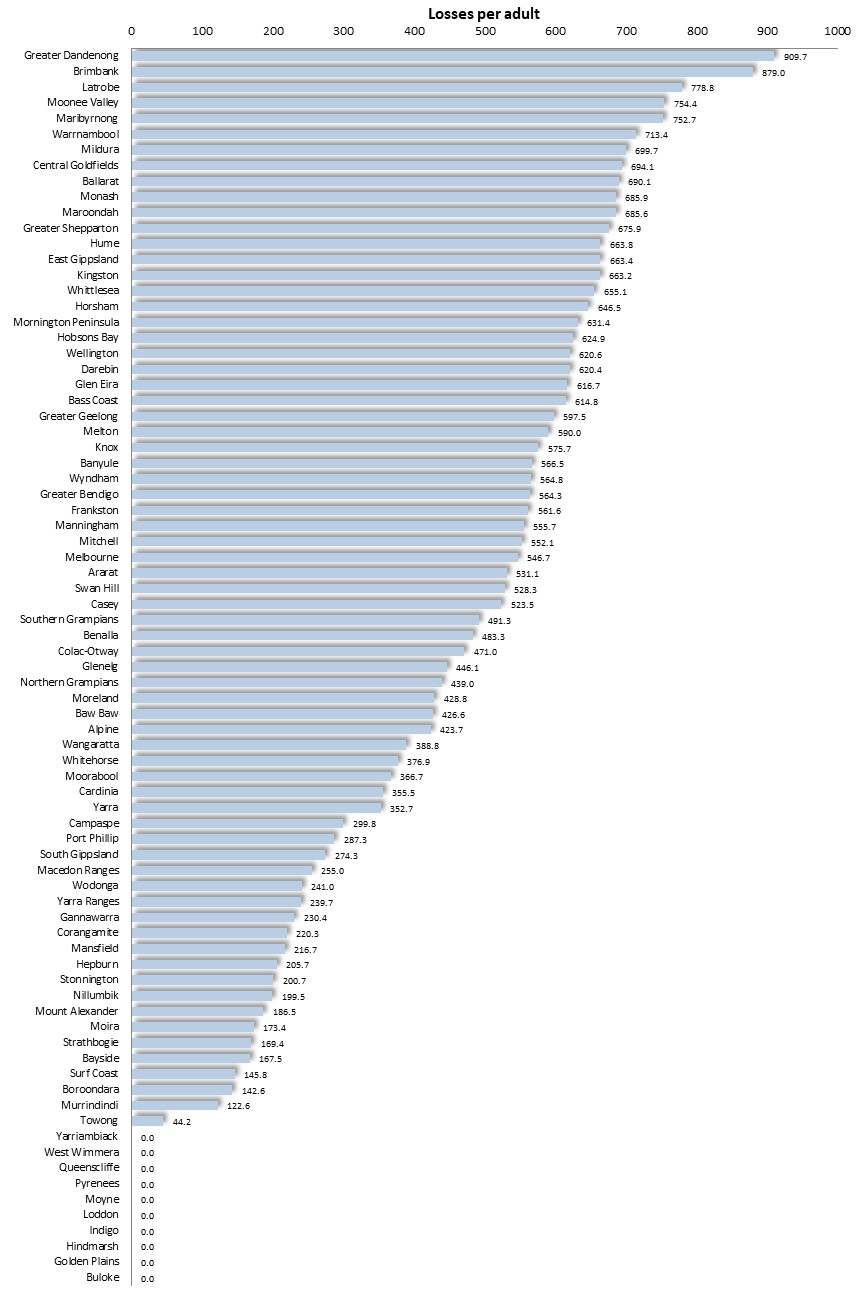 Losses per adult
0 100 200 300 400 500 600 700 800 900 1000
Greater Dandenong 909.7
Brimbank 879.0
Latrobe 778.8
Moonee Valley 754.4
Maribyrnong 752.7
Warrnambool 713.4
Mildura 699.7
Central Goldfields 694.1
Ballarat 690.1
Monash 685.9
Maroondah 685.6
Greater Shepparton 675.9
Hume 663.8
East Gippsland 663.4
Kingston 663.2
Whittlesea 655.1
Horsham 646.5
Mornington Peninsula 631.4
Hobsons Bay 624.9
Wellington 620.6
Darebin 620.4
Glen Eira 616.7
Bass Coast 614.8
Greater Geelong 597.5
Melton 590.0
Knox 575.7
Banyule 566.5
Wyndham 564.8
Greater Bendigo 564.3
Frankston 561.6
Manningham 555.7
Mitchell 552.1
Melbourne 546.7
Ararat 531.1
Swan Hill 528.3
Casey 523.5
Southern Grampians 491.3
Benalla 483.3
Colac-Otway 471.0
Glenelg 446.1
Northern Grampians 439.0
Moreland 428.8
Baw Baw 426.6
Alpine 423.7
Wangaratta 388.8
Whitehorse 376.9
Moorabool 366.7
Cardinia 355.5
Yarra 352.7
Campaspe 299.8
Port Phillip 287.3
South Gippsland 274.3
Macedon Ranges 255.0
Wodonga 241.0
Yarra Ranges 239.7
Gannawarra 230.4
Corangamite 220.3
Mansfield 216.7
Hepburn 205.7
Stonnington 200.7
Nillumbik 199.5
Mount Alexander 186.5
Moira 173.4
Strathbogie 169.4
Bayside 167.5
Surf Coast 145.8
Boroondara 142.6
Murrindindi 122.6
Towong 44.2
Yarriambiack 0.0
West Wimmera 0.0
Queenscliffe 0.0
Pyrenees 0.0
Moyne 0.0
Loddon 0.0
Indigo 0.0
Hindmarsh 0.0
Golden Plains 0.0
Buloke 0.0